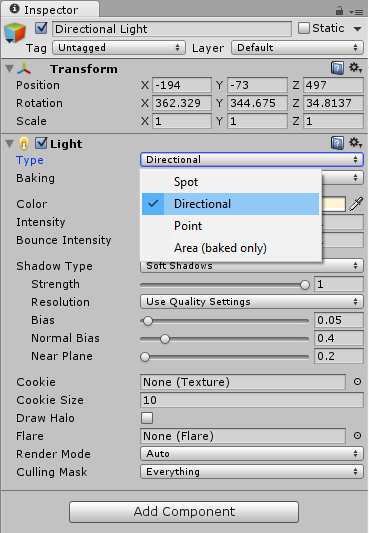 Inspector
Directional Light Static
Tag Untagged Layer Default
Transform
Position X -194 Y -73 Z 497
Rotation X 362.329 Y 344.675 Z 34.8137
Scale X 1 Y 1 Z 1
Light
Type Directional
Baking
Spot
Directional
Point
Area (baked only)
Color
Intensity
Bounce Intensity
Shadow Type Soft Shadows
Strength 1
Resolution Use Quality Settings
Bias 0.05
Normal Bias 0.4
Near Plane 0.2
Cookie None (Texture)
Cookie Size 10
Draw Halo
Flare None (Flare)
Render Mode Auto
Culling Mask Everything
Add Component